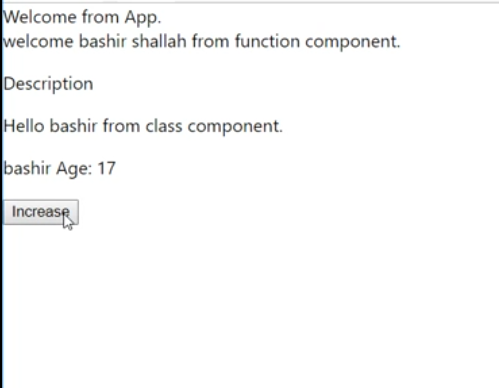 Welcome from App.
welcome bashir shallah from function component.
Description
Hello bashir from class component.
bashir Age: 17
Increase